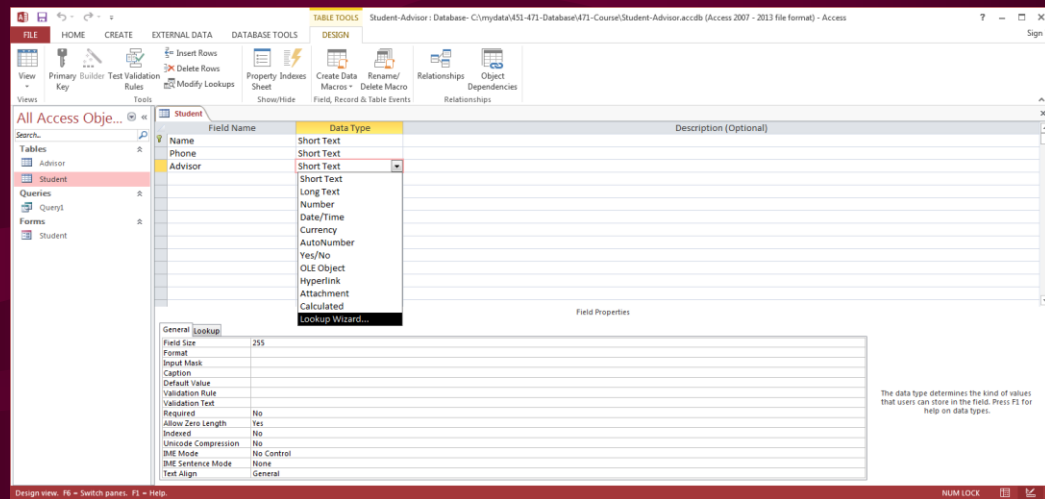 TABLE TOOLS Student-Advisor : Database- C:\mydata\451-471-Database\471-Course\Student-Advisor.accdb (Access 2007 - 2013 file format) - Access
FILE HOME CREATE EXTERNAL DATA DATABASE TOOLS DESIGN Sign
View
Primary Key
Builder
Test Validation Rules
Insert Rows
Delete Rows
Modify Lookups
Property Sheet
Indexes
Create Data Macros
Rename/ Delete Macro
Relationships
Object Dependencies
Views Tools Show/Hide Field, Record & Table Events Relationships
All Access Obje...
Search...
Tables
Advisor
Student
Queries
Query1
Forms
Student
Student
Field Name Data Type Description (Optional)
Name Short Text
Phone Short Text
Advisor Short Text
Short Text
Long Text
Number
Date/Time
Currency
AutoNumber
Yes/No
OLE Object
Hyperlink
Attachment
Calculated
Lookup Wizard...
Field Properties
General Lookup
Field Size 255
Format
Input Mask
Caption
Default Value
Validation Rule
Validation Text
Required No
Allow Zero Length Yes
Indexed No
Unicode Compression No
IME Mode No Control
IME Sentence Mode None
Text Align General
The data type determines the kind of values
that users can store in the field. Press F1 for
help on data types.
Design view. F6 = Switch panes. F1 = Help. NUM LOCK